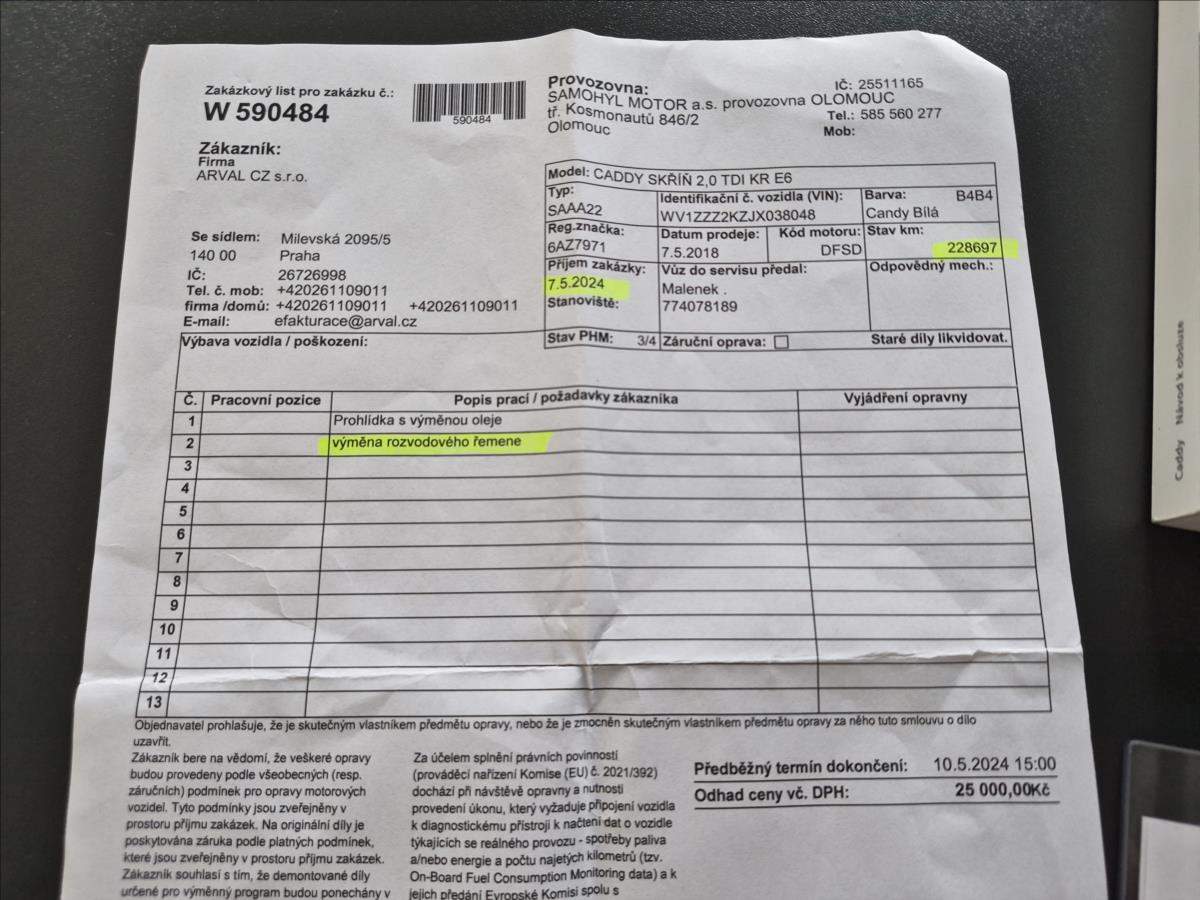 Zakázkový list pro zakázku č.:
W 590484
590484
Zákazník:
Firma
ARVAL CZ s.r.o.
Se sídlem: Milevská 2095/5
140 00 Praha
IČ: 26726998
Tel. č. mob: +420261109011
firma /domů: +420261109011 +420261109011
E-mail: efakturace@arval.cz
Provozovna: IČ: 25511165
SAMOHYL MOTOR a.s. provozovna OLOMOUC
tř. Kosmonautů 846/2 Tel.: 585 560 277
Olomouc Mob:
Model: CADDY SKŘÍŇ 2,0 TDI KR E6
Typ: Identifikační č. vozidla (VIN): Barva: B4B4
SAAA22 WV1ZZZ2KZJX038048 Candy Bílá
Reg.značka: Datum prodeje: Kód motoru: Stav km:
6AZ7971 7.5.2018 DFSD 228697
Příjem zakázky: Vůz do servisu předal: Odpovědný mech.:
7.5.2024 Malenek .
Stanoviště: 774078189
Výbava vozidla / poškození: Stav PHM: 3/4 Záruční oprava: Staré díly likvidovat.
Č. Pracovní pozice Popis prací / požadavky zákazníka Vyjádření opravny
1 Prohlídka s výměnou oleje
2 výměna rozvodového řemene
3
4
5
6
7
8
9
10
11
12
13
Objednavatel prohlašuje, že je skutečným vlastníkem předmětu opravy, nebo že je zmocněn skutečným vlastníkem předmětu opravy za něho tuto smlouvu o dílo
uzavřít.
Zákazník bere na vědomí, že veškeré opravy
budou provedeny podle všeobecných (resp.
záručních) podmínek pro opravy motorových
vozidel. Tyto podmínky jsou zveřejněny v
prostoru příjmu zakázek. Na originální díly je
poskytována záruka podle platných podmínek,
které jsou zveřejněny v prostoru příjmu zakázek.
Zákazník souhlasí s tím, že demontované díly
určené pro výměnný program budou ponechány v
Za účelem splnění právních povinností
(prováděcí nařízení Komise (EU) č. 2021/392)
dochází při návštěvě opravny a nutnosti
provedení úkonu, který vyžaduje připojení vozidla
k diagnostickému přístroji k načtení dat o vozidle
týkajících se reálného provozu - spotřeby paliva
a/nebo energie a počtu najetých kilometrů (tzv.
On-Board Fuel Consumption Monitoring data) a k
jejich předání Evropské Komisi spolu s
Předběžný termín dokončení: 10.5.2024 15:00
Odhad ceny vč. DPH: 25 000,00Kč
Caddy Návod k obsluze